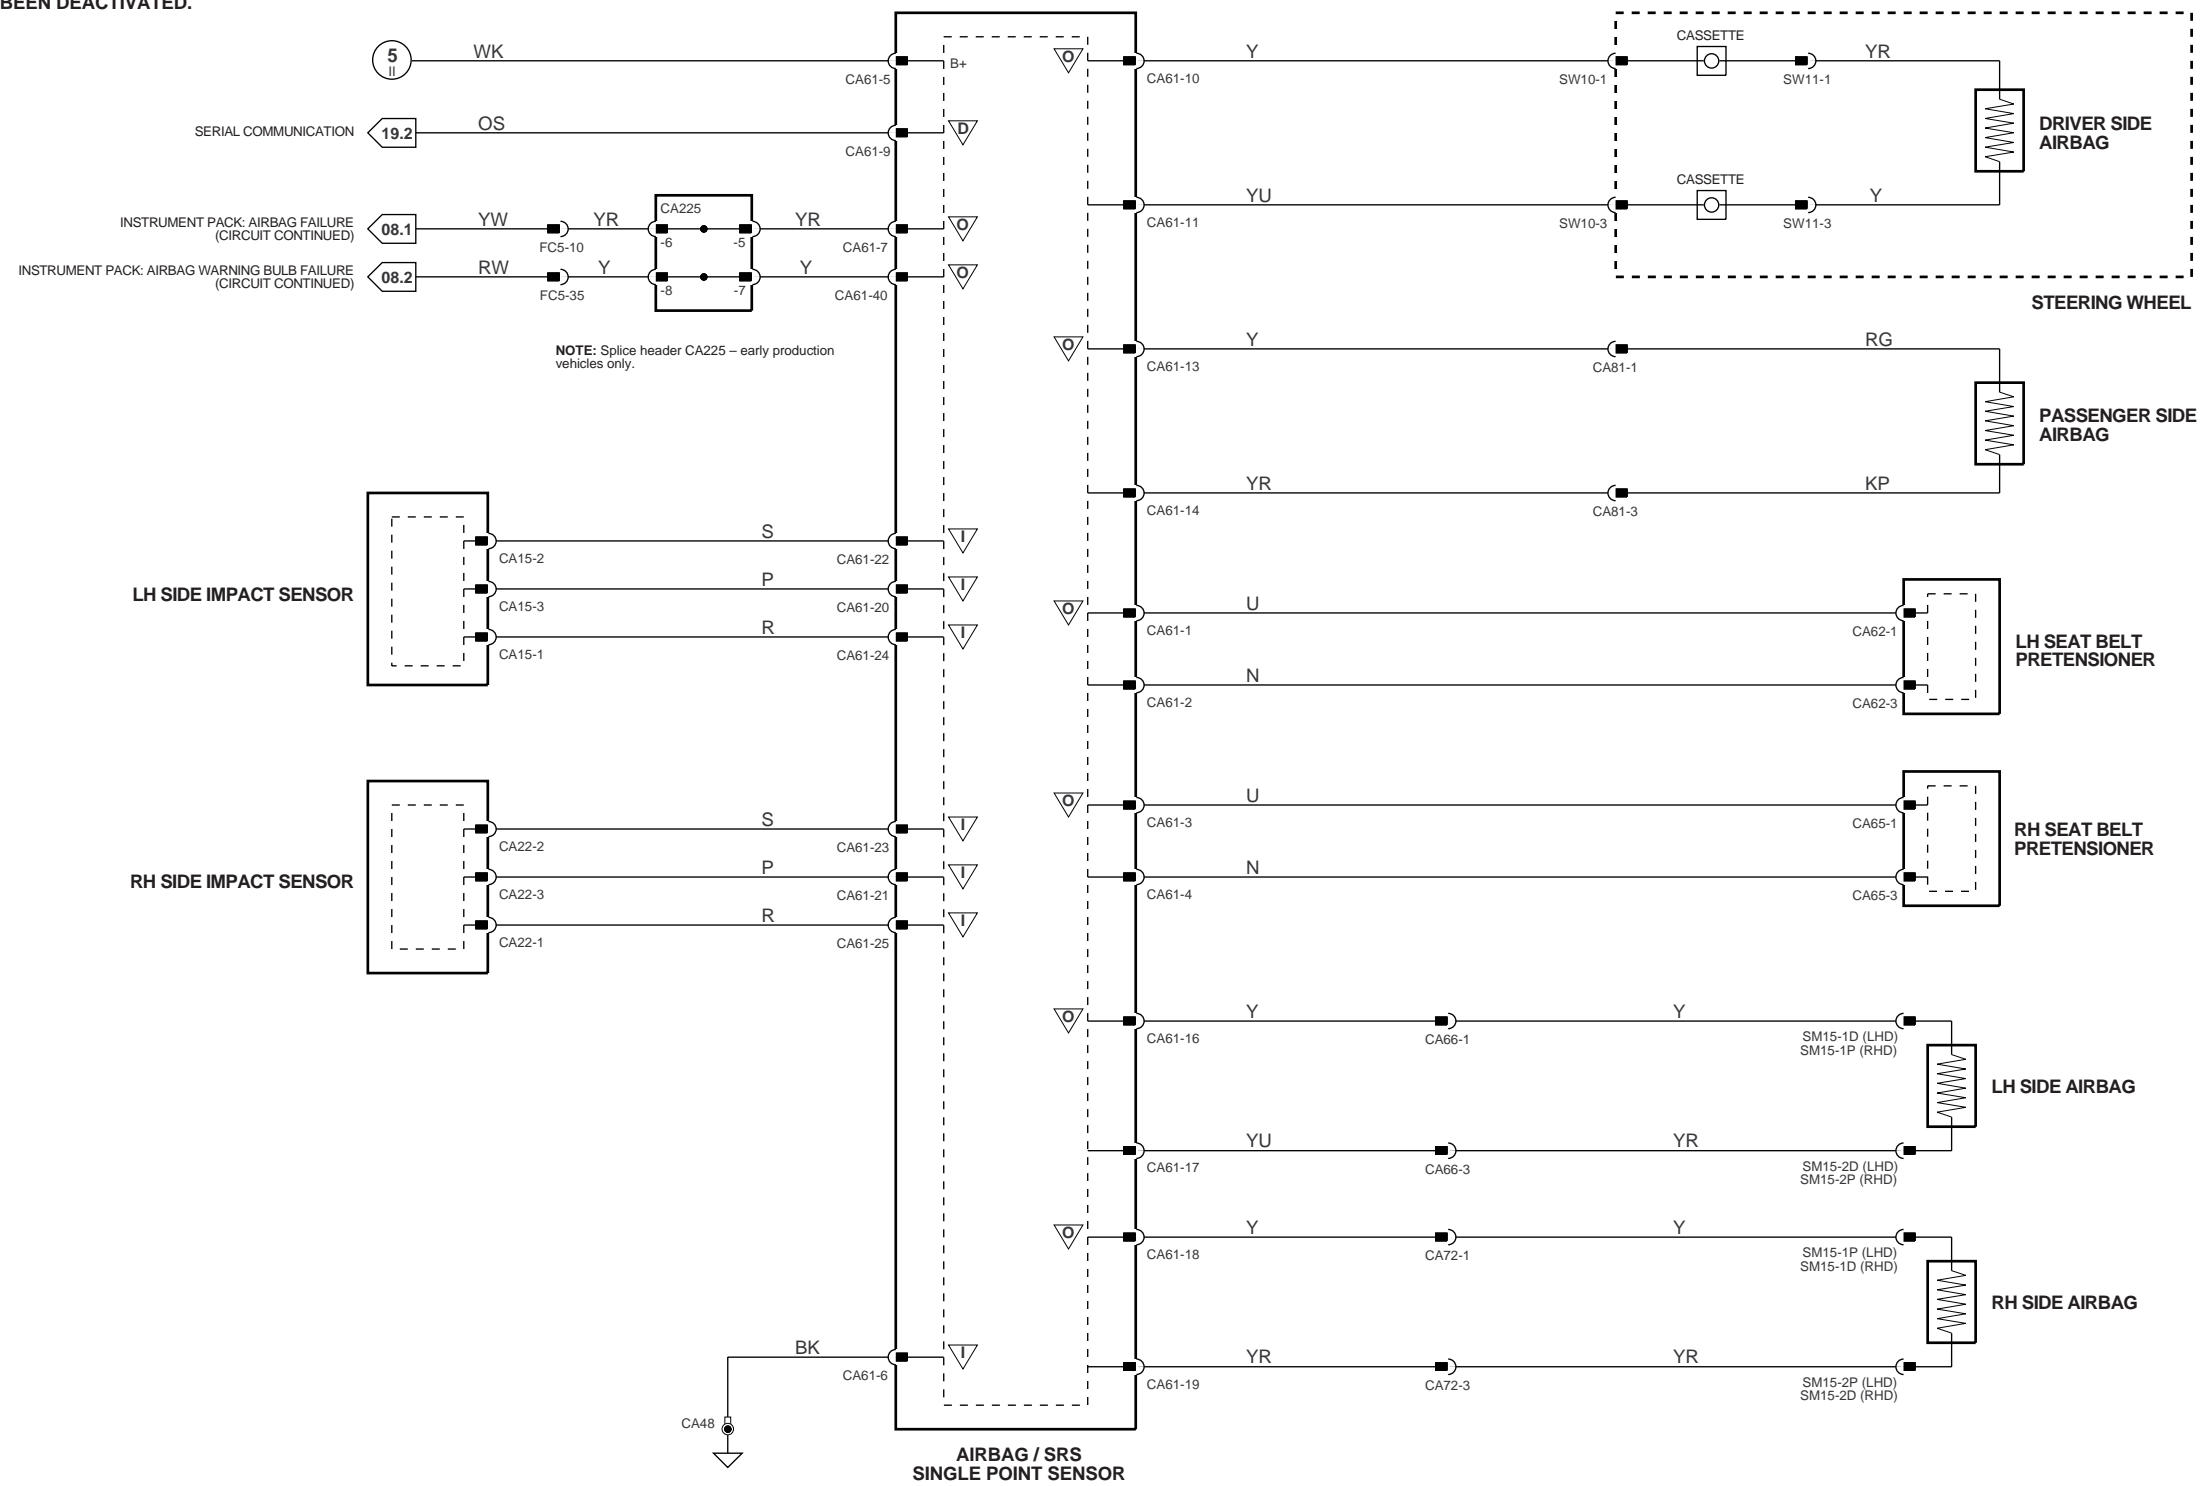 BEEN DEACTIVATED.
5
II
WK
CA61-5
B+
O
CA61-10
Y
SW10-1
CASSETTE
SW11-1
YR
DRIVER SIDE
AIRBAG
SERIAL COMMUNICATION
19.2
OS
CA61-9
D
CA61-11
YU
SW10-3
CASSETTE
SW11-3
Y
STEERING WHEEL
INSTRUMENT PACK: AIRBAG FAILURE
(CIRCUIT CONTINUED)
08.1
YW
FC5-10
YR
CA225
-6
-5
YR
CA61-7
O
INSTRUMENT PACK: AIRBAG WARNING BULB FAILURE
(CIRCUIT CONTINUED)
08.2
RW
FC5-35
Y
-8
-7
Y
CA61-40
O
NOTE: Splice header CA225 – early production
vehicles only.
O
CA61-13
Y
CA81-1
RG
PASSENGER SIDE
AIRBAG
CA61-14
YR
CA81-3
KP
LH SIDE IMPACT SENSOR
CA15-2
S
CA61-22
I
CA15-3
P
CA61-20
I
CA15-1
R
CA61-24
I
O
CA61-1
U
CA62-1
LH SEAT BELT
PRETENSIONER
CA61-2
N
CA62-3
RH SIDE IMPACT SENSOR
CA22-2
S
CA61-23
I
CA22-3
P
CA61-21
I
CA22-1
R
CA61-25
I
O
CA61-3
U
CA65-1
RH SEAT BELT
PRETENSIONER
CA61-4
N
CA65-3
O
CA61-16
Y
CA66-1
Y
SM15-1D (LHD)
SM15-1P (RHD)
LH SIDE AIRBAG
CA61-17
YU
CA66-3
YR
SM15-2D (LHD)
SM15-2P (RHD)
O
CA61-18
Y
CA72-1
Y
SM15-1P (LHD)
SM15-1D (RHD)
RH SIDE AIRBAG
CA61-19
YR
CA72-3
YR
SM15-2P (LHD)
SM15-2D (RHD)
BK
CA61-6
I
CA48
AIRBAG / SRS
SINGLE POINT SENSOR